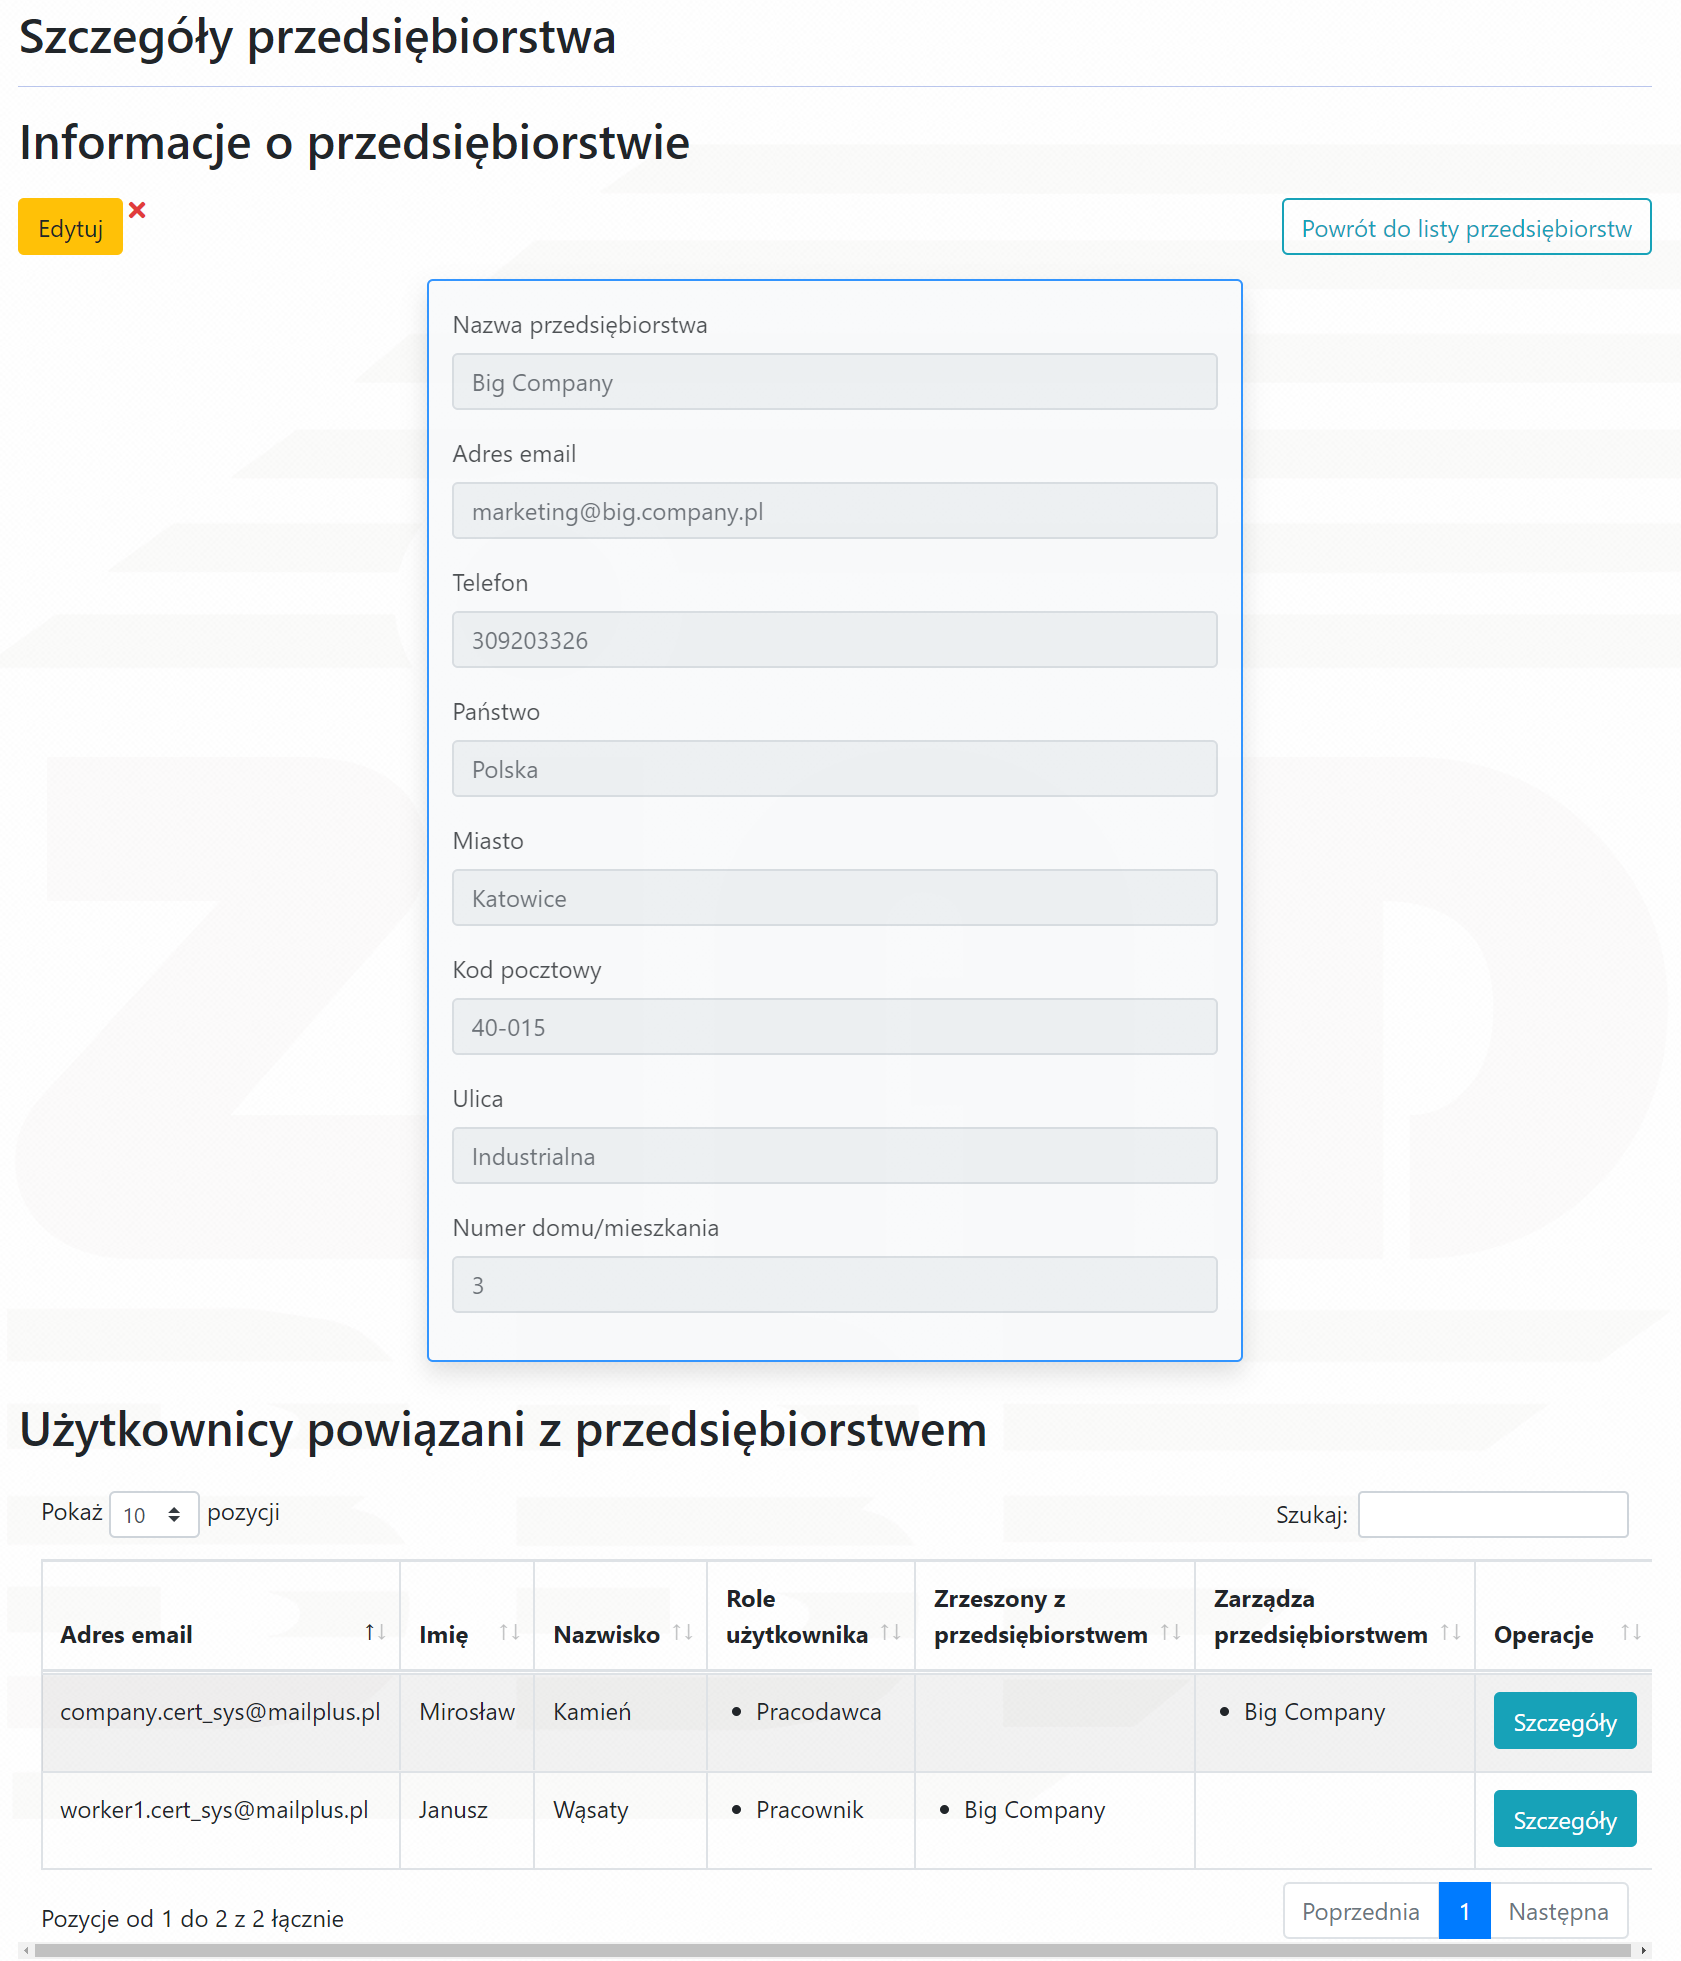 Szczegóły przedsiębiorstwa
Informacje o przedsiębiorstwie
Edytuj
Powrót do listy przedsiębiorstw
Nazwa przedsiębiorstwa
Big Company
Adres email
marketing@big.company.pl
Telefon
309203326
Państwo
Polska
Miasto
Katowice
Kod pocztowy
40-015
Ulica
Industrialna
Numer domu/mieszkania
3
Użytkownicy powiązani z przedsiębiorstwem
Pokaż 10 pozycji
Szukaj:
Adres email Imię Nazwisko Role użytkownika Zrzeszony z przedsiębiorstwem Zarządza przedsiębiorstwem Operacje
company.cert_sys@mailplus.pl Mirosław Kamień • Pracodawca • Big Company Szczegóły
worker1.cert_sys@mailplus.pl Janusz Wąsaty • Pracownik • Big Company Szczegóły
Pozycje od 1 do 2 z 2 łącznie
Poprzednia 1 Następna